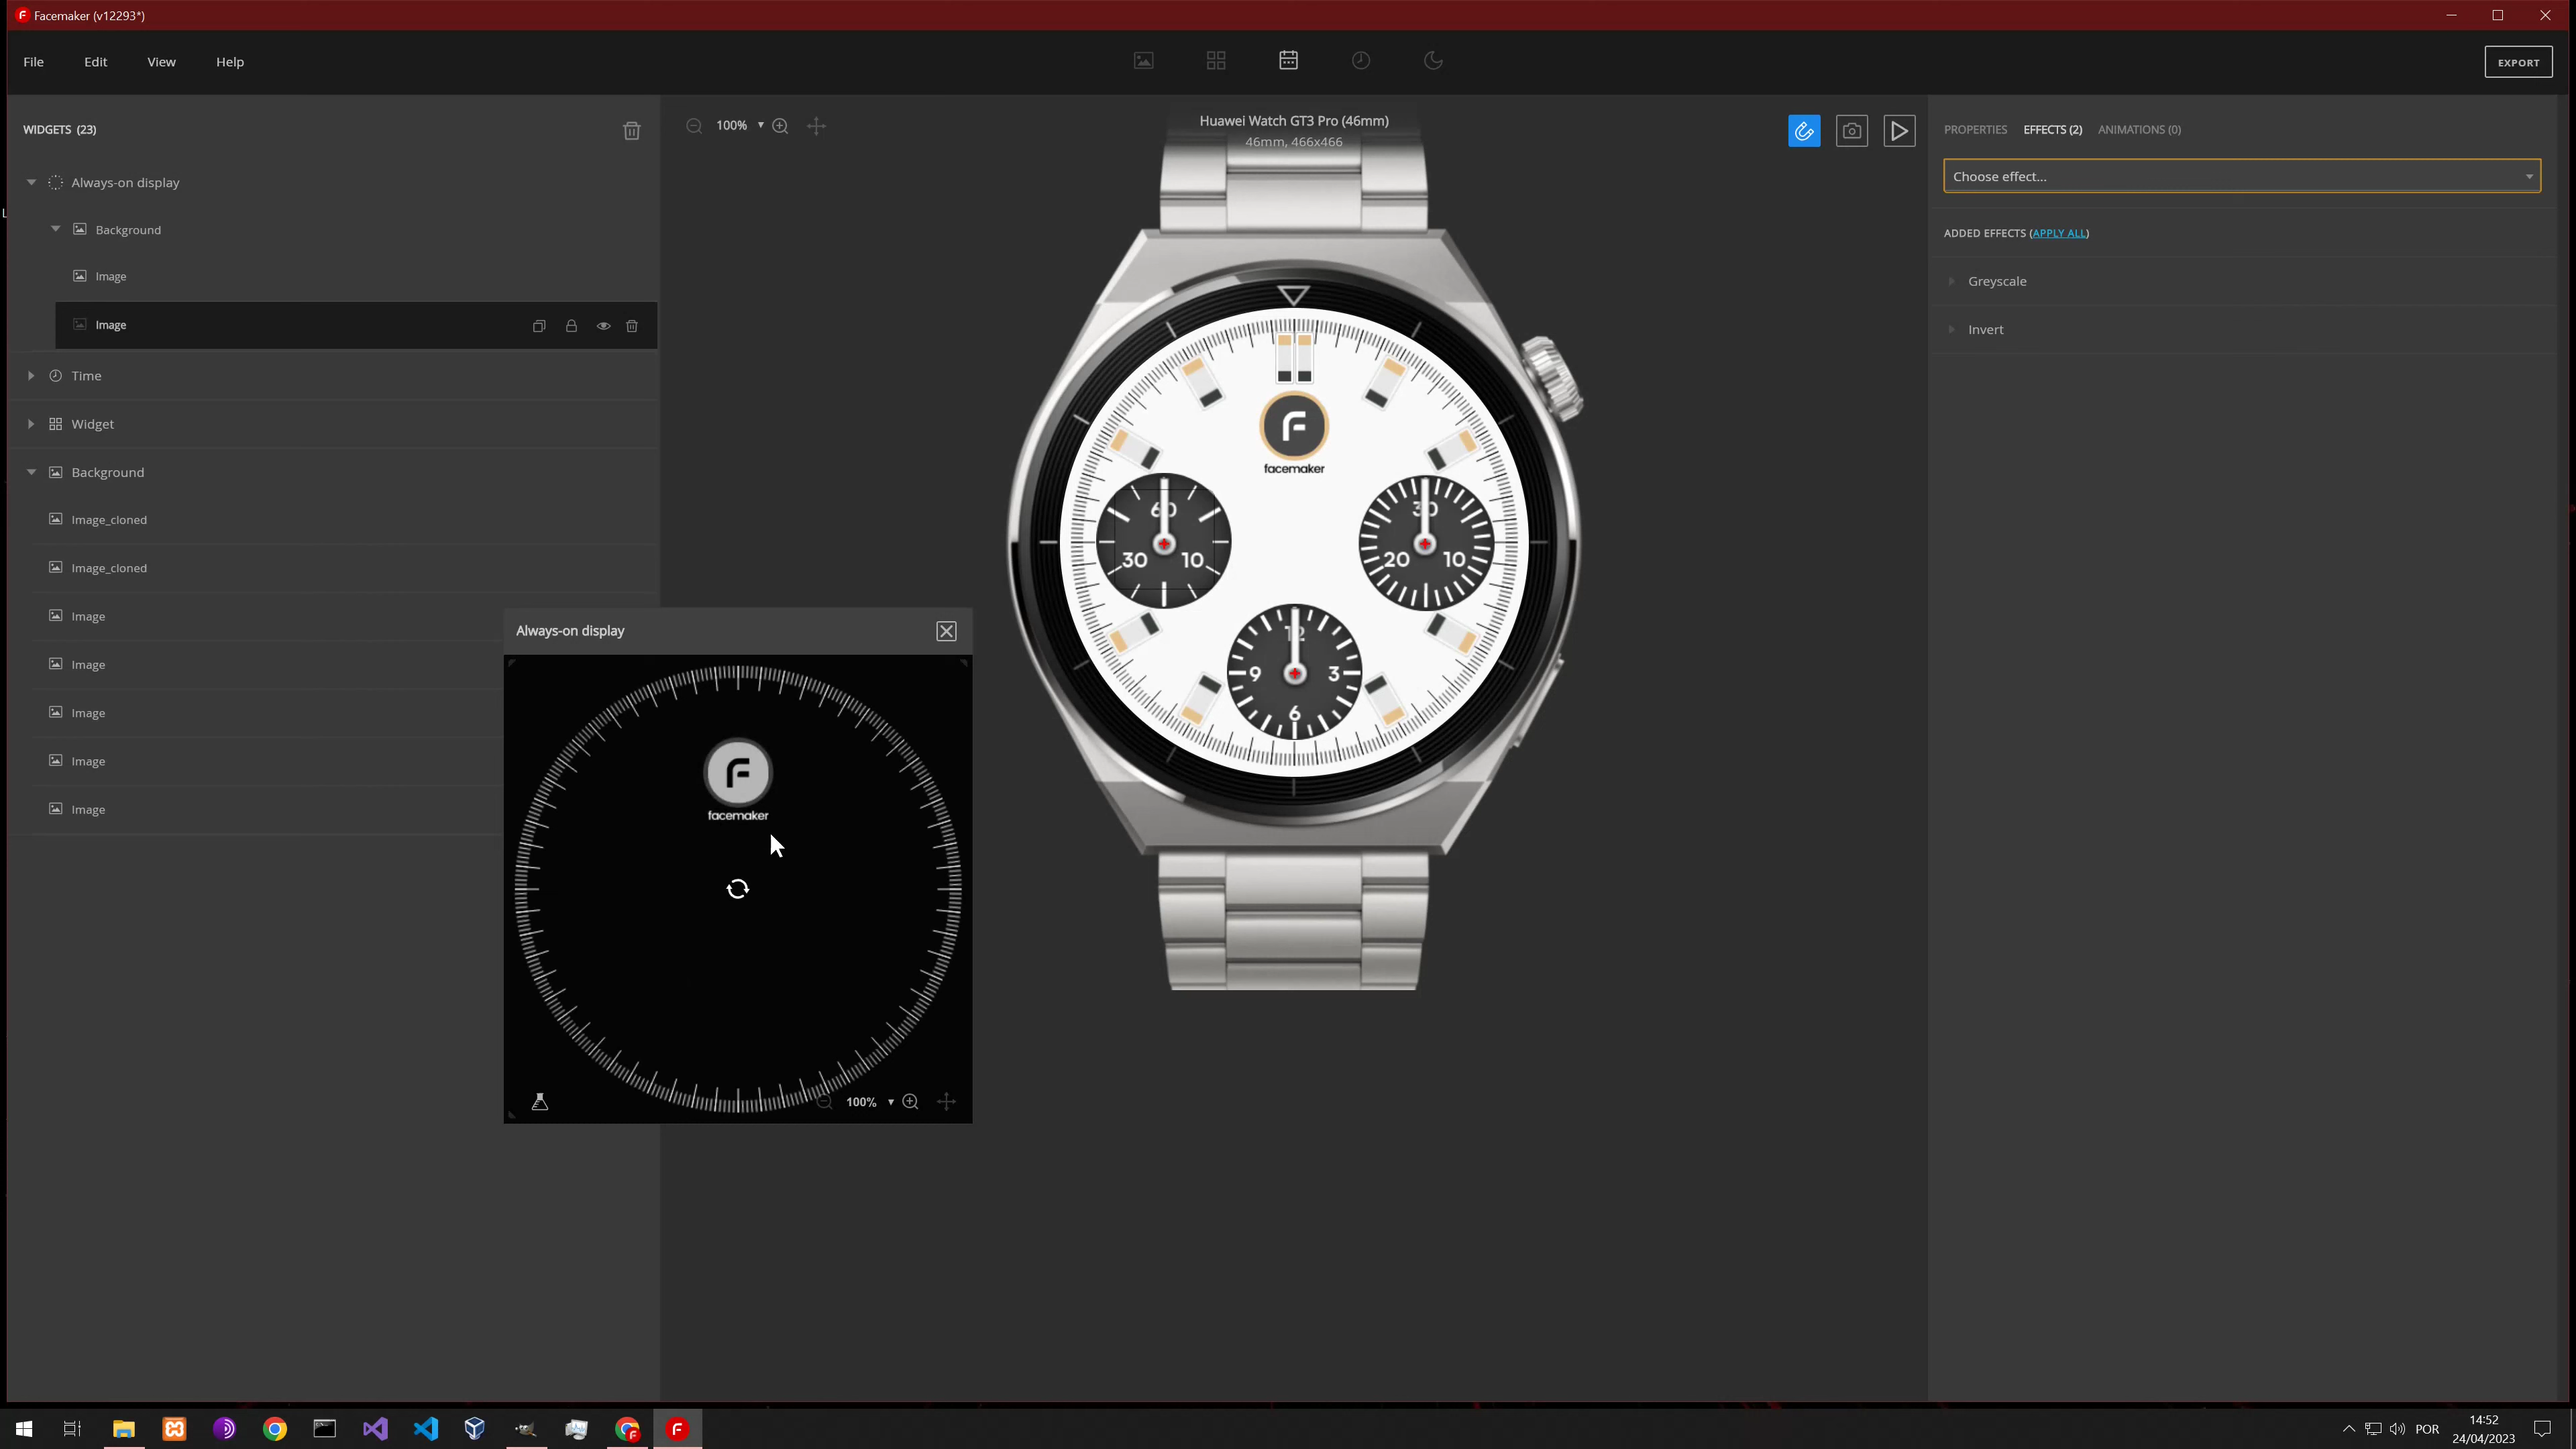 Facemaker (v12293*)
File Edit View Help
EXPORT
WIDGETS (23)
Always-on display
Background
Image
Image
Time
Widget
Background
Image_cloned
Image_cloned
Image
Image
Image
Image
Image
100%
Huawei Watch GT3 Pro (46mm)
46mm, 466x466
facemaker
60
30 10
30
20 10
12
9 3
6
Always-on display
facemaker
100%
PROPERTIES EFFECTS (2) ANIMATIONS (0)
Choose effect...
ADDED EFFECTS (APPLY ALL)
Greyscale
Invert
POR
14:52
24/04/2023